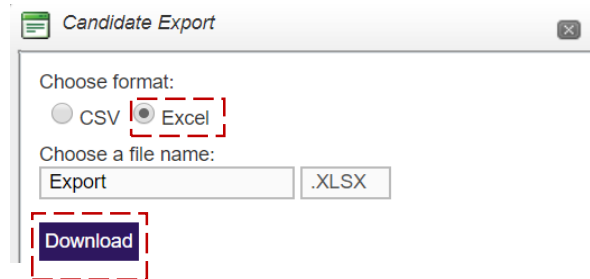 Candidate Export
Choose format:
CSV Excel
Choose a file name:
Export .XLSX
Download